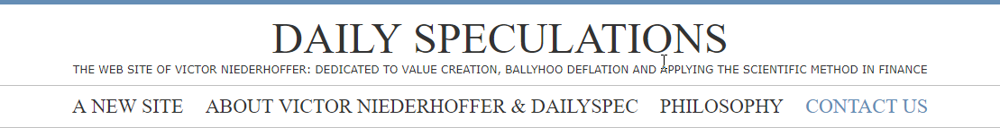 DAILY SPECULATIONS
THE WEB SITE OF VICTOR NIEDERHOFFER: DEDICATED TO VALUE CREATION, BALLYHOO DEFLATION AND APPLYING THE SCIENTIFIC METHOD IN FINANCE
A NEW SITE ABOUT VICTOR NIEDERHOFFER & DAILYSPEC PHILOSOPHY CONTACT US